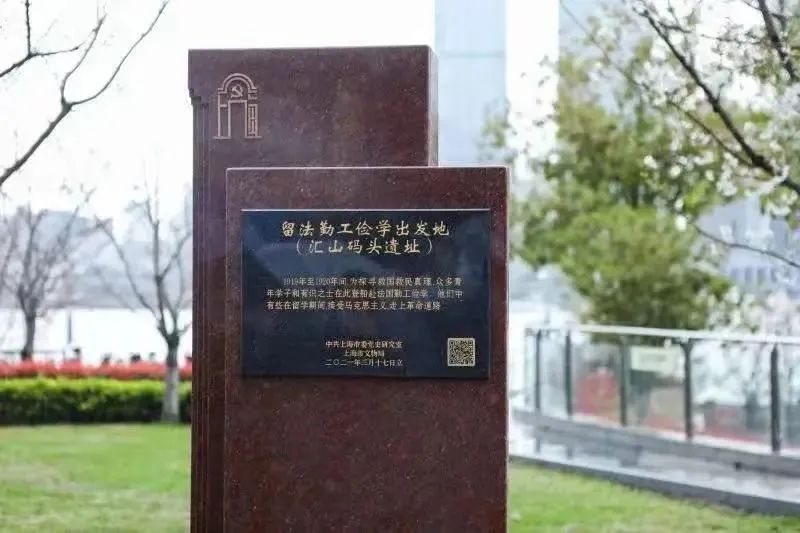 留法勤工俭学出发地
（汇山码头遗址）
1919年至1920年间,为探寻救国救民真理,众多青
年学子和有识之士在此登船赴法国勤工俭学。他们中
有些在留学期间,接受马克思主义,走上革命道路。
中共上海市委党史研究室
上海市文物局
二〇二一年三月十七日立